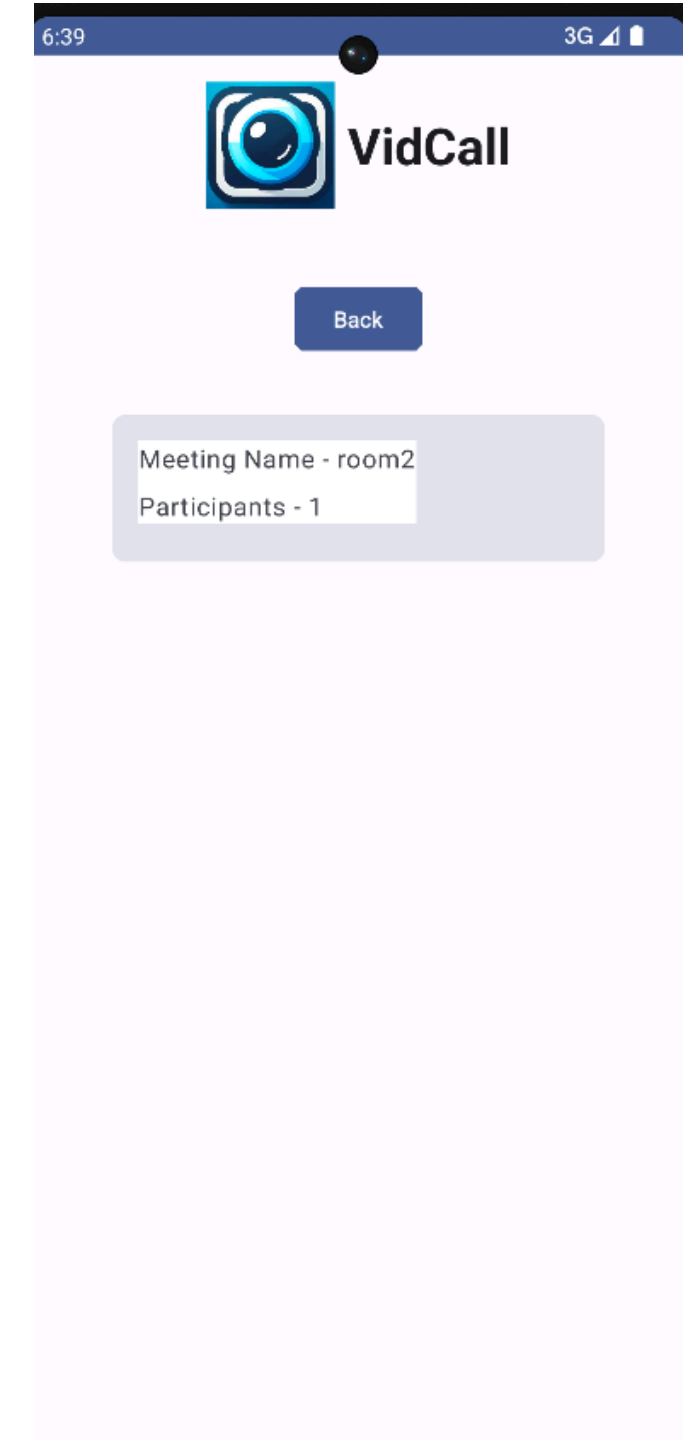 6:39
3G
VidCall
Back
Meeting Name - room2
Participants - 1